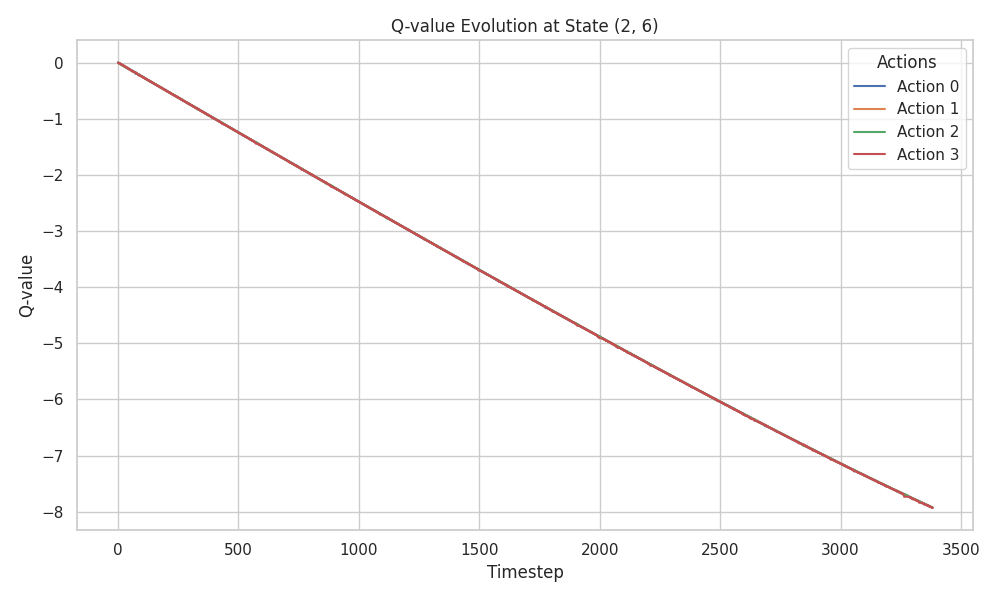 Q-value Evolution at State (2, 6)
Actions
Action 0
Action 1
Action 2
Action 3
Q-value
0
−1
−2
−3
−4
−5
−6
−7
−8
0 500 1000 1500 2000 2500 3000 3500
Timestep